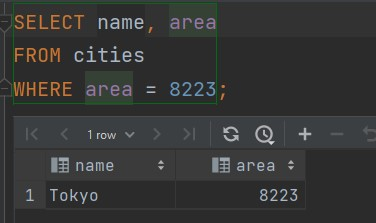 SELECT name, area
FROM cities
WHERE area = 8223;
1 row
name area
1 Tokyo 8223